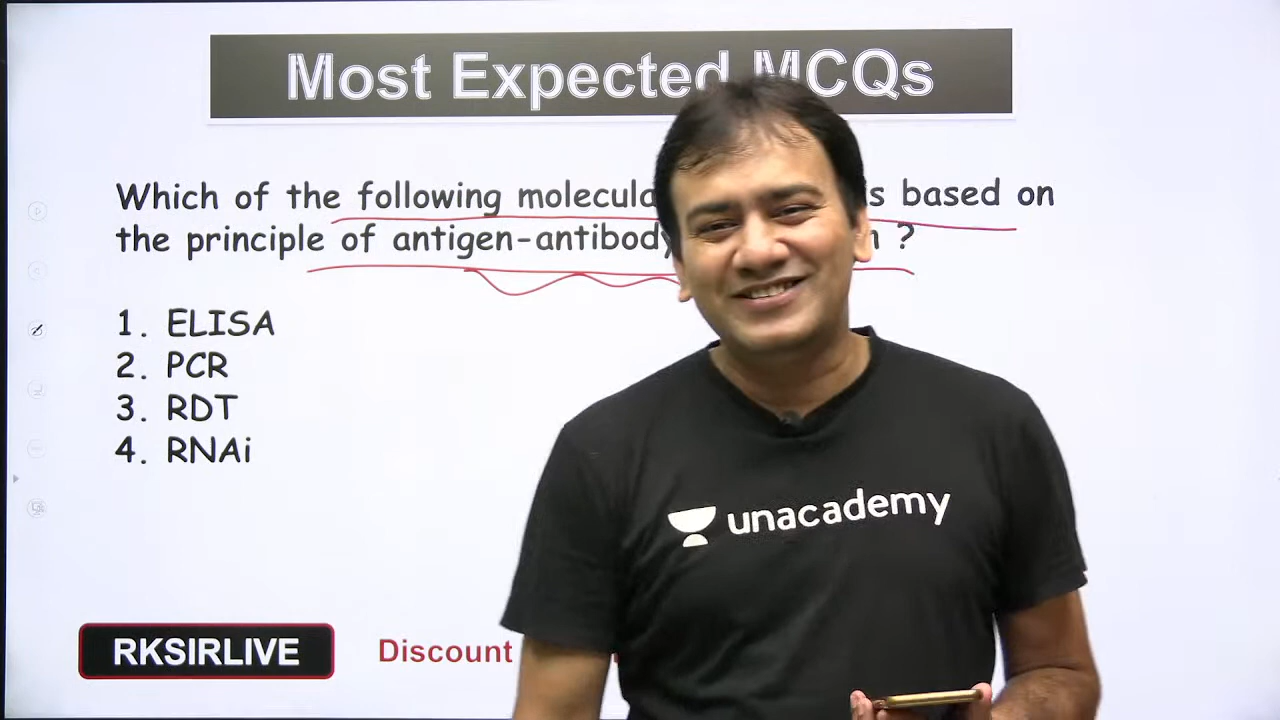 Most Expected MCQs
Which of the following molecula s based on
the principle of antigen-antibody n ?
1. ELISA
2. PCR
3. RDT
4. RNAi
unacademy
RKSIRLIVE Discount